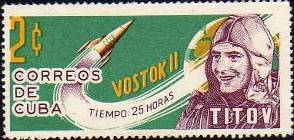 2¢
VOSTOK II
CORREOS
DE
CUBA
TIEMPO: 25 HORAS
TITOV